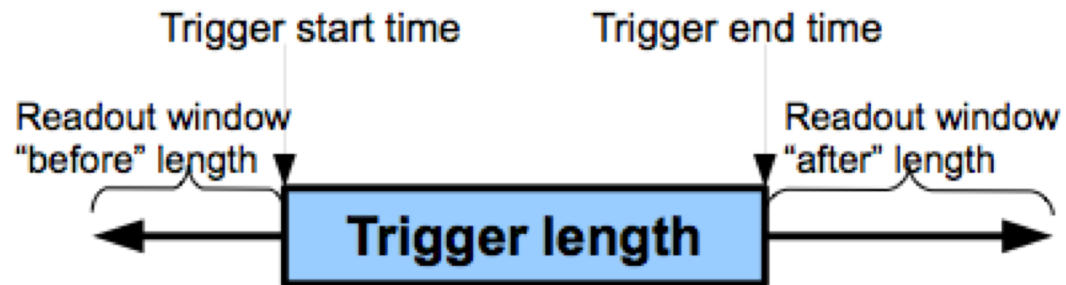 Trigger start time
Trigger end time
Readout window
“before” length
Readout window
“after” length
Trigger length